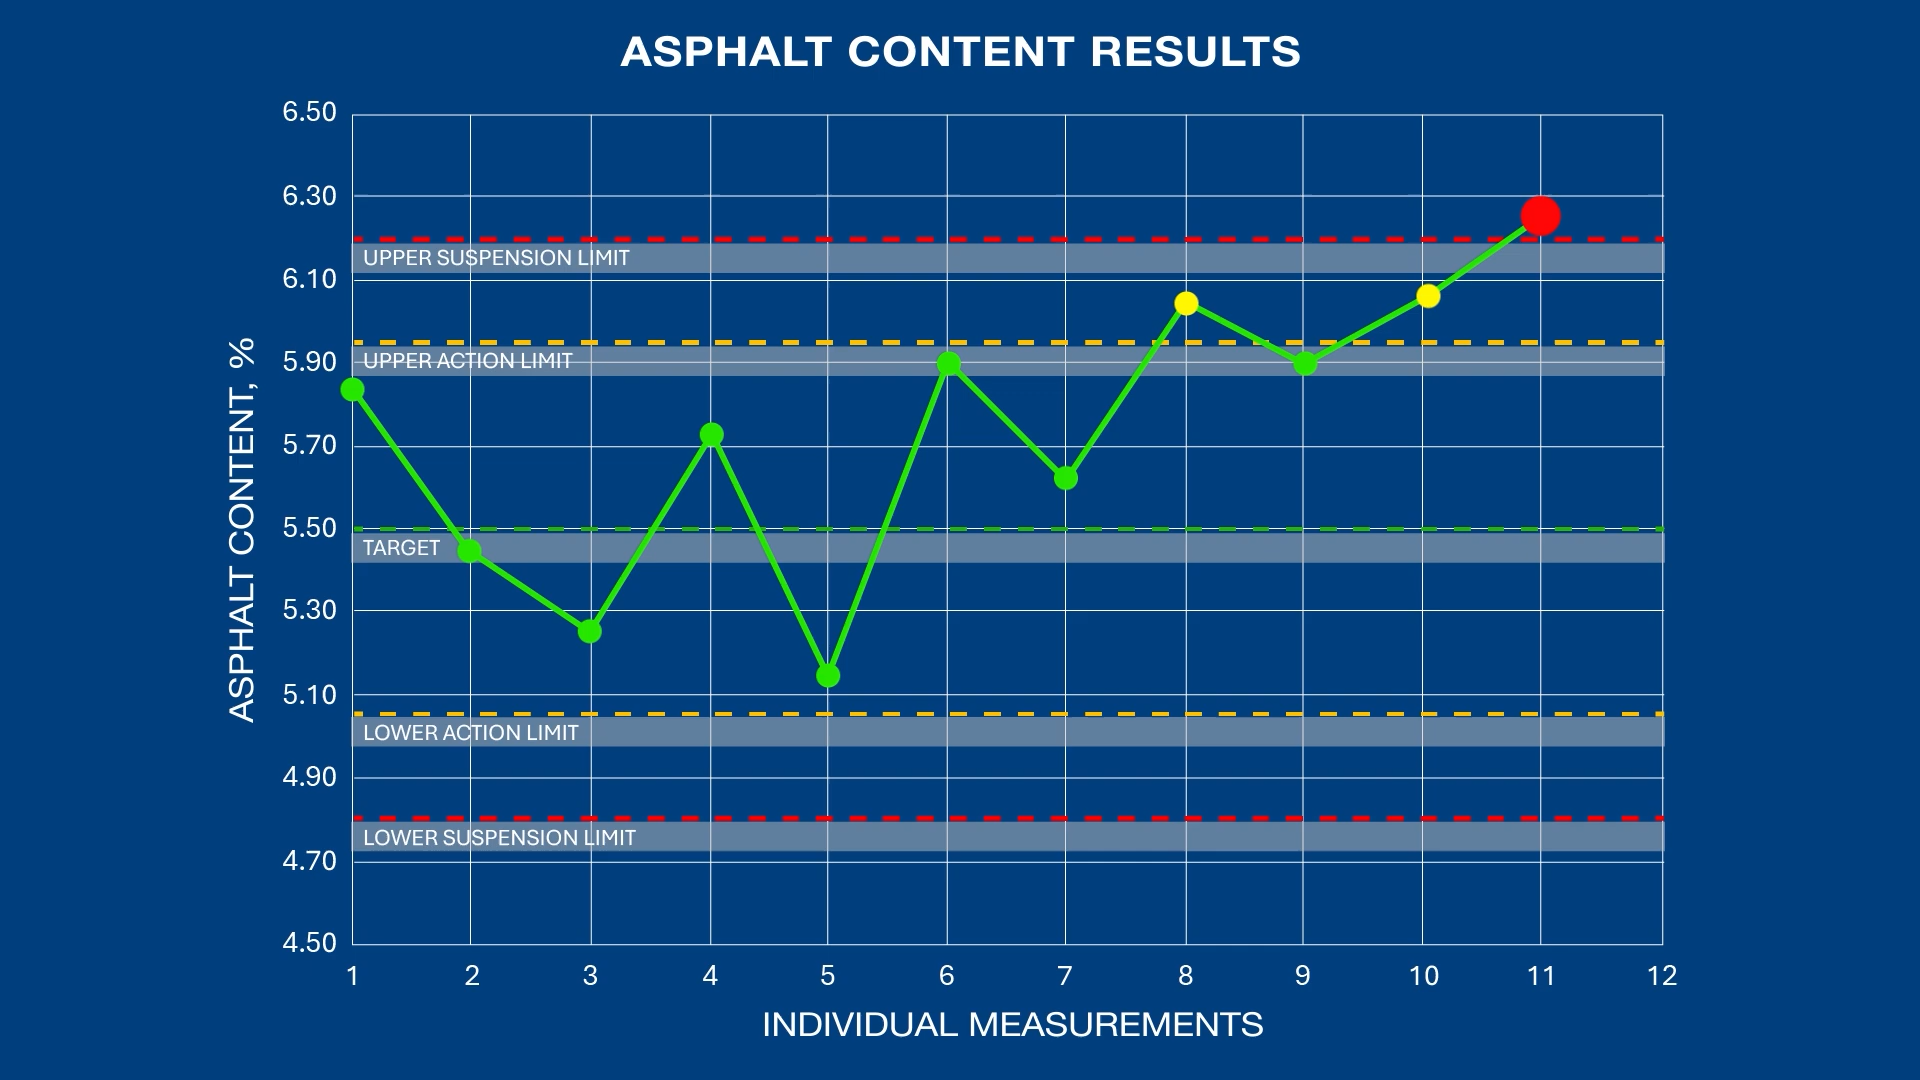 ASPHALT CONTENT RESULTS
6.50
6.30
UPPER SUSPENSION LIMIT
6.10
UPPER ACTION LIMIT
5.90
5.70
5.50
TARGET
5.30
5.10
LOWER ACTION LIMIT
4.90
LOWER SUSPENSION LIMIT
4.70
4.50
ASPHALT CONTENT, %
1 2 3 4 5 6 7 8 9 10 11 12
INDIVIDUAL MEASUREMENTS